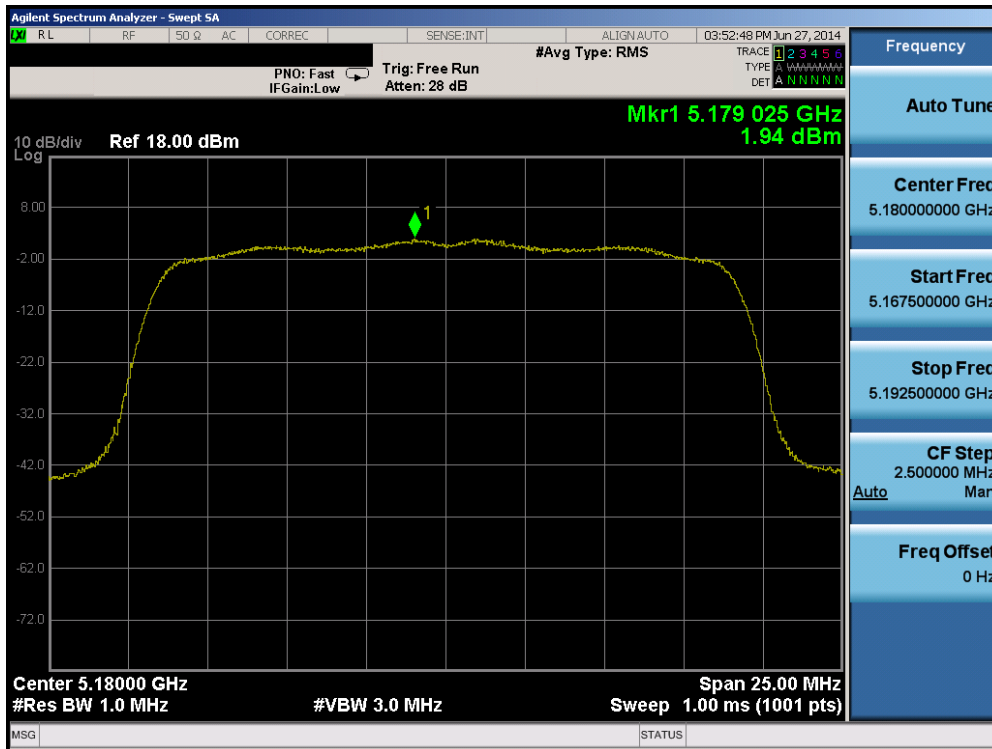 Agilent Spectrum Analyzer - Swept SA
LXI RL RF 50 Ω AC CORREC SENSE:INT ALIGN AUTO 03:52:48 PM Jun 27, 2014
#Avg Type: RMS
TRACE 1 2 3 4 5 6
PNO: Fast Trig: Free Run
TYPE A WWWWW
IFGain:Low Atten: 28 dB
DET A N N N N N
Mkr1 5.179 025 GHz
1.94 dBm
10 dB/div Ref 18.00 dBm
Log
8.00
1
-2.00
-12.0
-22.0
-32.0
-42.0
-52.0
-62.0
-72.0
Center 5.18000 GHz Span 25.00 MHz
#Res BW 1.0 MHz #VBW 3.0 MHz Sweep 1.00 ms (1001 pts)
MSG STATUS
Frequency
Auto Tune
Center Freq
5.180000000 GHz
Start Freq
5.167500000 GHz
Stop Freq
5.192500000 GHz
CF Step
2.500000 MHz
Auto Man
Freq Offset
0 Hz